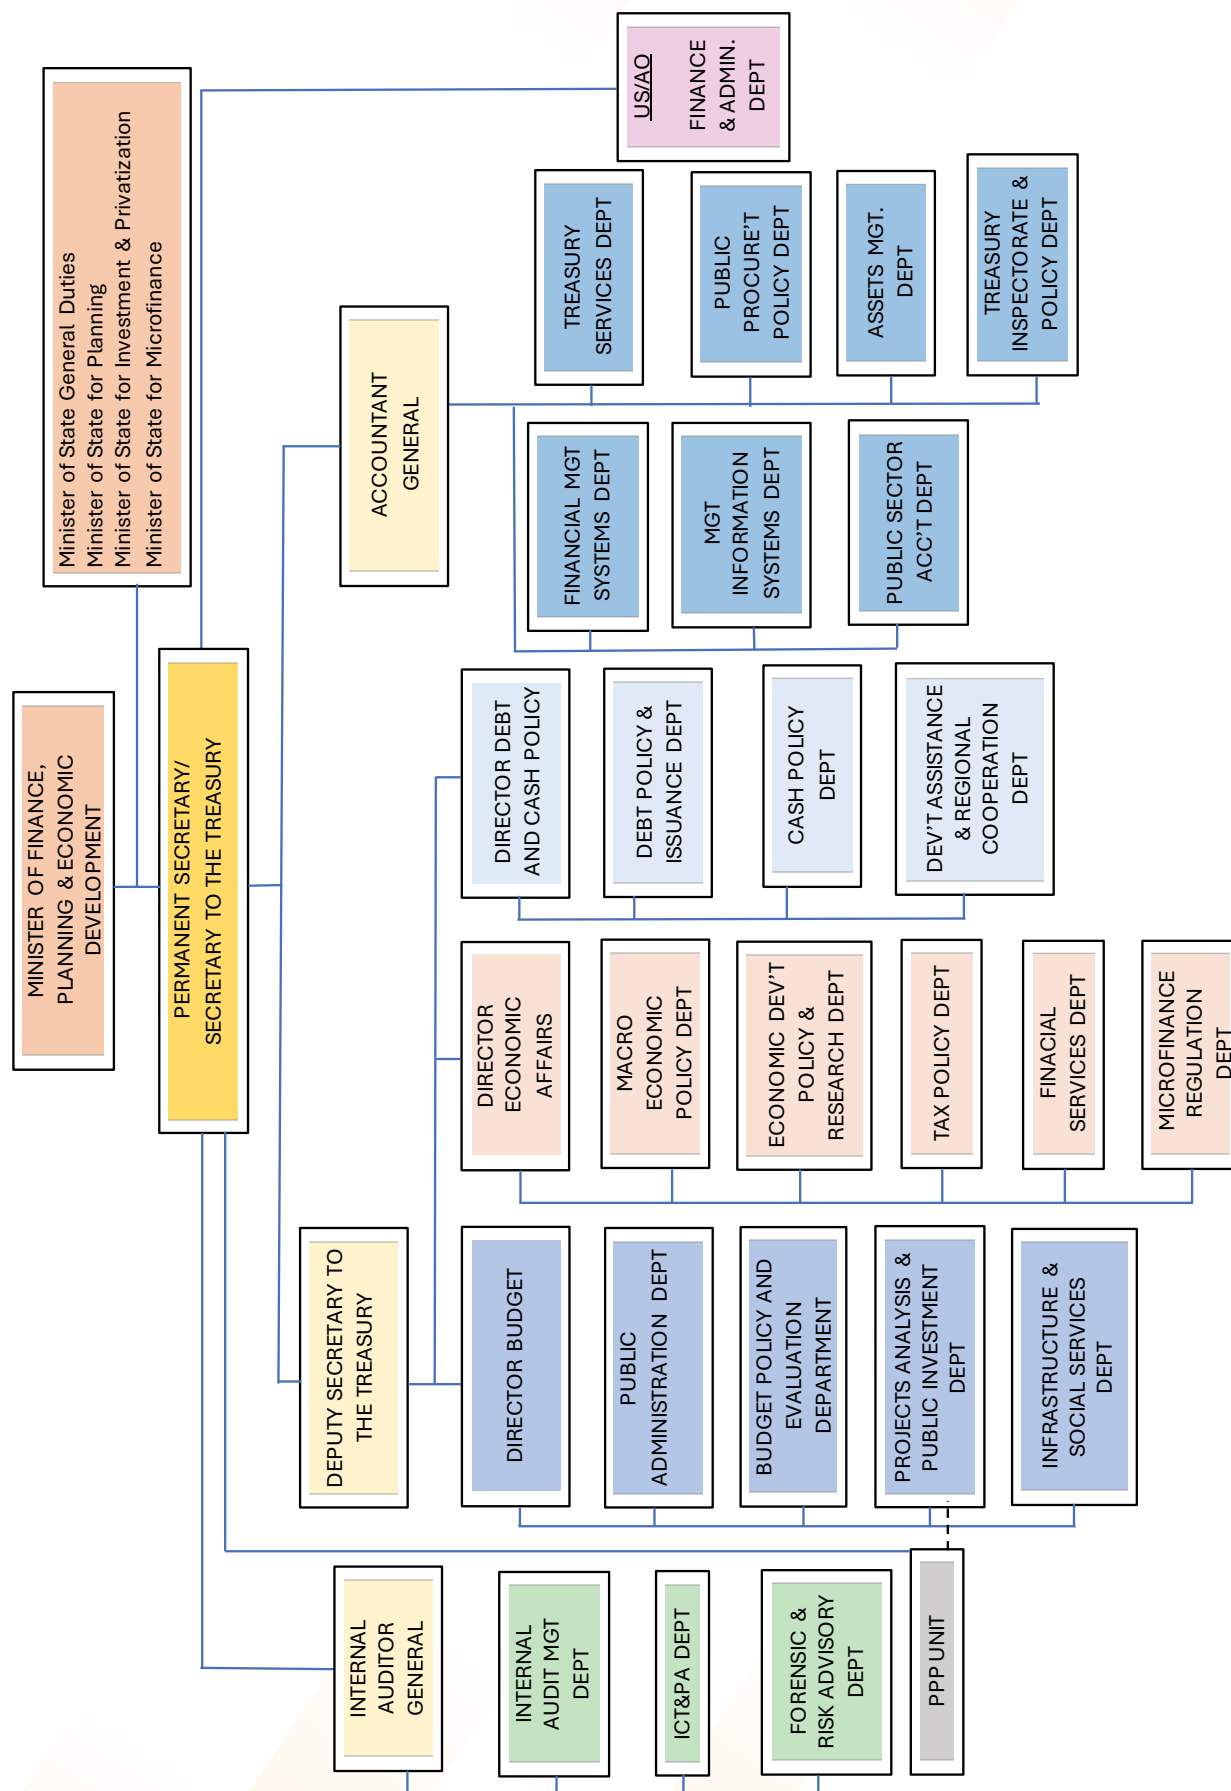 MINISTER OF FINANCE,
PLANNING & ECONOMIC
DEVELOPMENT
Minister of State General Duties
Minister of State for Planning
Minister of State for Investment & Privatization
Minister of State for Microfinance
PERMANENT SECRETARY/
SECRETARY TO THE TREASURY
INTERNAL
AUDITOR
GENERAL
DEPUTY SECRETARY TO
THE TREASURY
ACCOUNTANT
GENERAL
US/AO
FINANCE
& ADMIN.
DEPT
INTERNAL
AUDIT MGT
DEPT
ICT&PA DEPT
FORENSIC &
RISK ADVISORY
DEPT
PPP UNIT
DIRECTOR BUDGET
PUBLIC
ADMINISTRATION DEPT
BUDGET POLICY AND
EVALUATION
DEPARTMENT
PROJECTS ANALYSIS &
PUBLIC INVESTMENT
DEPT
INFRASTRUCTURE &
SOCIAL SERVICES
DEPT
DIRECTOR
ECONOMIC
AFFAIRS
MACRO
ECONOMIC
POLICY DEPT
ECONOMIC DEV'T
POLICY &
RESEARCH DEPT
TAX POLICY DEPT
FINACIAL
SERVICES DEPT
MICROFINANCE
REGULATION
DEPT
DIRECTOR DEBT
AND CASH POLICY
DEBT POLICY &
ISSUANCE DEPT
CASH POLICY
DEPT
DEV'T ASSISTANCE
& REGIONAL
COOPERATION
DEPT
FINANCIAL MGT
SYSTEMS DEPT
MGT
INFORMATION
SYSTEMS DEPT
PUBLIC SECTOR
ACC'T DEPT
TREASURY
SERVICES DEPT
PUBLIC
PROCURE'T
POLICY DEPT
ASSETS MGT.
DEPT
TREASURY
INSPECTORATE &
POLICY DEPT